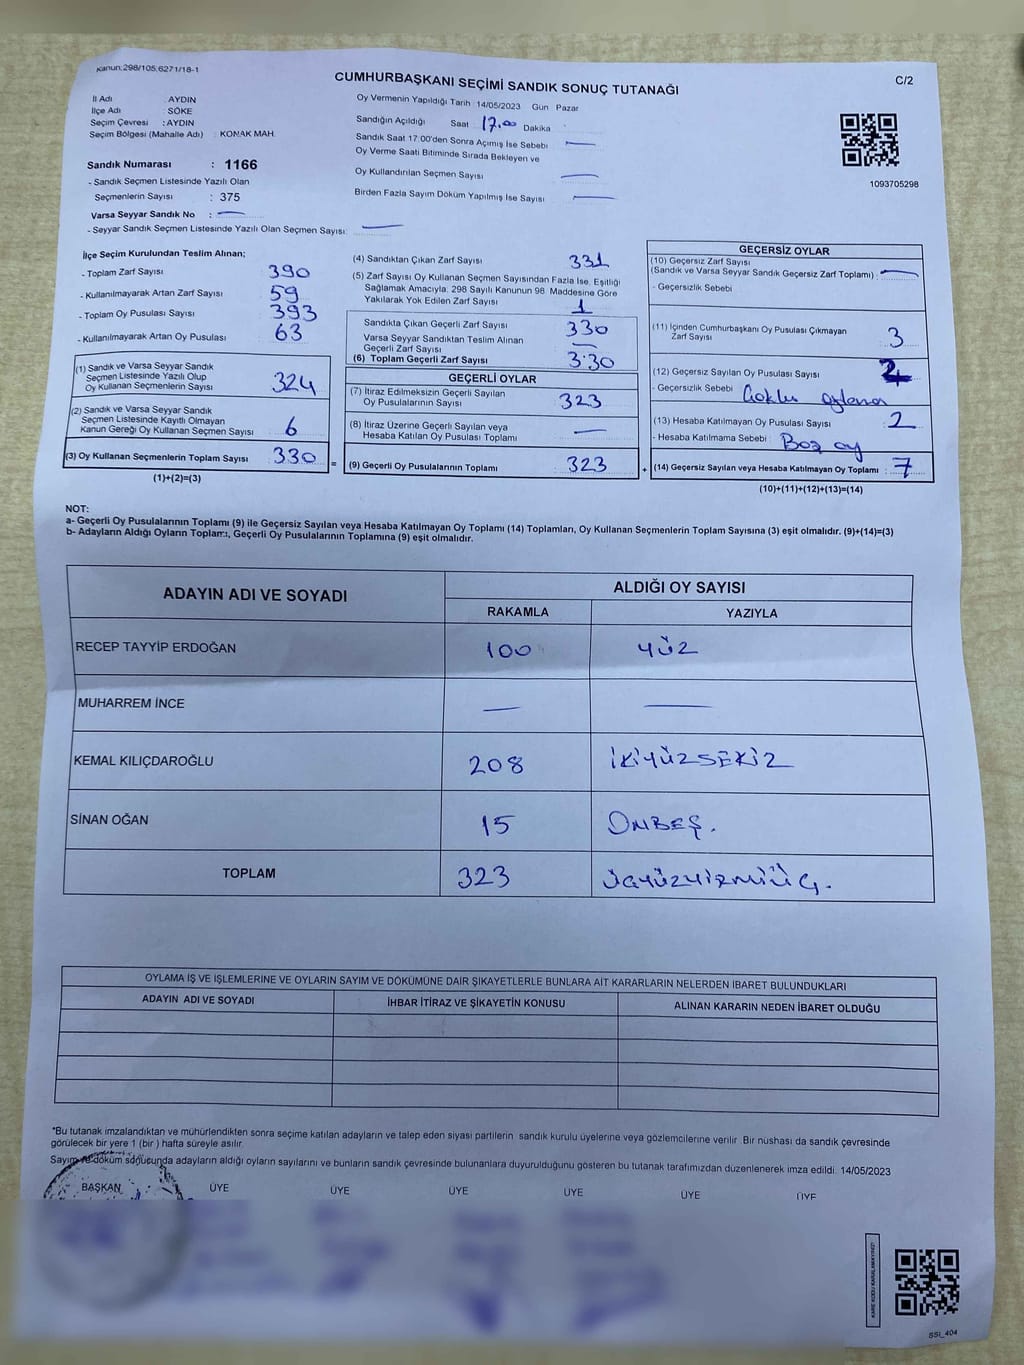 Kanun:298/105,6271/18-1
CUMHURBAŞKANI SEÇİMİ SANDIK SONUÇ TUTANAĞI
C/2
İl Adı : AYDIN
İlçe Adı : SÖKE
Seçim Çevresi : AYDIN
Seçim Bölgesi (Mahalle Adı) : KONAK MAH.
Sandık Numarası : 1166
- Sandık Seçmen Listesinde Yazılı Olan
Seçmenlerin Sayısı : 375
Varsa Seyyar Sandık No :
- Seyyar Sandık Seçmen Listesinde Yazılı Olan Seçmen Sayısı:
Oy Vermenin Yapıldığı Tarih 14/05/2023 Gün Pazar
Sandığın Açıldığı Saat 17.00 Dakika
Sandık Saat 17:00'den Sonra Açımış İse Sebebi
Oy Verme Saati Bitiminde Sırada Bekleyen ve
Oy Kullandırılan Seçmen Sayısı
Birden Fazla Sayım Döküm Yapılmış İse Sayısı
1093705298
İlçe Seçim Kurulundan Teslim Alınan;
- Toplam Zarf Sayısı 390
- Kullanılmayarak Artan Zarf Sayısı 59
- Toplam Oy Pusulası Sayısı 393
- Kullanılmayarak Artan Oy Pusulası 63
(1) Sandık ve Varsa Seyyar Sandık
Seçmen Listesinde Yazılı Olup
Oy Kullanan Seçmenlerin Sayısı 324
(2) Sandık ve Varsa Seyyar Sandık
Seçmen Listesinde Kayıtlı Olmayan
Kanun Gereği Oy Kullanan Seçmen Sayısı 6
(3) Oy Kullanan Seçmenlerin Toplam Sayısı 330
(1)+(2)=(3)
=
(4) Sandıktan Çıkan Zarf Sayısı 331
(5) Zarf Sayısı Oy Kullanan Seçmen Sayısından Fazla İse, Eşitliği
Sağlamak Amacıyla, 298 Sayılı Kanunun 98. Maddesine Göre
Yakılarak Yok Edilen Zarf Sayısı 1
Sandıkta Çıkan Geçerli Zarf Sayısı 330
Varsa Seyyar Sandıktan Teslim Alınan
Geçerli Zarf Sayısı
(6) Toplam Geçerli Zarf Sayısı 330
GEÇERLİ OYLAR
(7) İtiraz Edilmeksizin Geçerli Sayılan
Oy Pusulalarının Sayısı 323
(8) İtiraz Üzerine Geçerli Sayılan veya
Hesaba Katılan Oy Pusulası Toplamı
(9) Geçerli Oy Pusulalarının Toplamı 323
+
GEÇERSİZ OYLAR
(10) Geçersiz Zarf Sayısı
(Sandık ve Varsa Seyyar Sandık Geçersiz Zarf Toplamı) :
- Geçersizlik Sebebi
(11) İçinden Cumhurbaşkanı Oy Pusulası Çıkmayan
Zarf Sayısı 3
(12) Geçersiz Sayılan Oy Pusulası Sayısı
- Geçersizlik Sebebi
(13) Hesaba Katılmayan Oy Pusulası Sayısı 2
- Hesaba Katılmama Sebebi Boş oy
(14) Geçersiz Sayılan veya Hesaba Katılmayan Oy Toplamı : 7
(10)+(11)+(12)+(13)=(14)
NOT:
a- Geçerli Oy Pusulalarının Toplamı (9) ile Geçersiz Sayılan veya Hesaba Katılmayan Oy Toplamı (14) Toplamları, Oy Kullanan Seçmenlerin Toplam Sayısına (3) eşit olmalıdır. (9)+(14)=(3)
b- Adayların Aldığı Oyların Toplamı, Geçerli Oy Pusulalarının Toplamına (9) eşit olmalıdır.
ADAYIN ADI VE SOYADI
ALDIĞI OY SAYISI
RAKAMLA YAZIYLA
RECEP TAYYİP ERDOĞAN 100 YÜZ
MUHARREM İNCE
KEMAL KILIÇDAROĞLU 208 İKİYÜZSEKİZ
SİNAN OĞAN 15 ONBEŞ.
TOPLAM 323 ÜÇYÜZYİRMİÜÇ.
OYLAMA İŞ VE İŞLEMLERİNE VE OYLARIN SAYIM VE DÖKÜMÜNE DAİR ŞİKAYETLERLE BUNLARA AİT KARARLARIN NELERDEN İBARET BULUNDUKLARI
ADAYIN ADI VE SOYADI İHBAR İTİRAZ VE ŞİKAYETİN KONUSU ALINAN KARARIN NEDEN İBARET OLDUĞU
*Bu tutanak imzalandıktan ve mühürlendikten sonra seçime katılan adayların ve talep eden siyasi partilerin sandık kurulu üyelerine veya gözlemcilerine verilir. Bir nüshası da sandık çevresinde
görülecek bir yere 1 (bir) hafta süreyle asılır.
Sayım ve döküm sonucunda adayların aldığı oyların sayılarını ve bunların sandık çevresinde bulunanlara duyurulduğunu gösteren bu tutanak tarafımızdan düzenlenerek imza edildi. 14/05/2023
BAŞKAN ÜYE ÜYE ÜYE ÜYE ÜYE ÜYE
SSİ_404